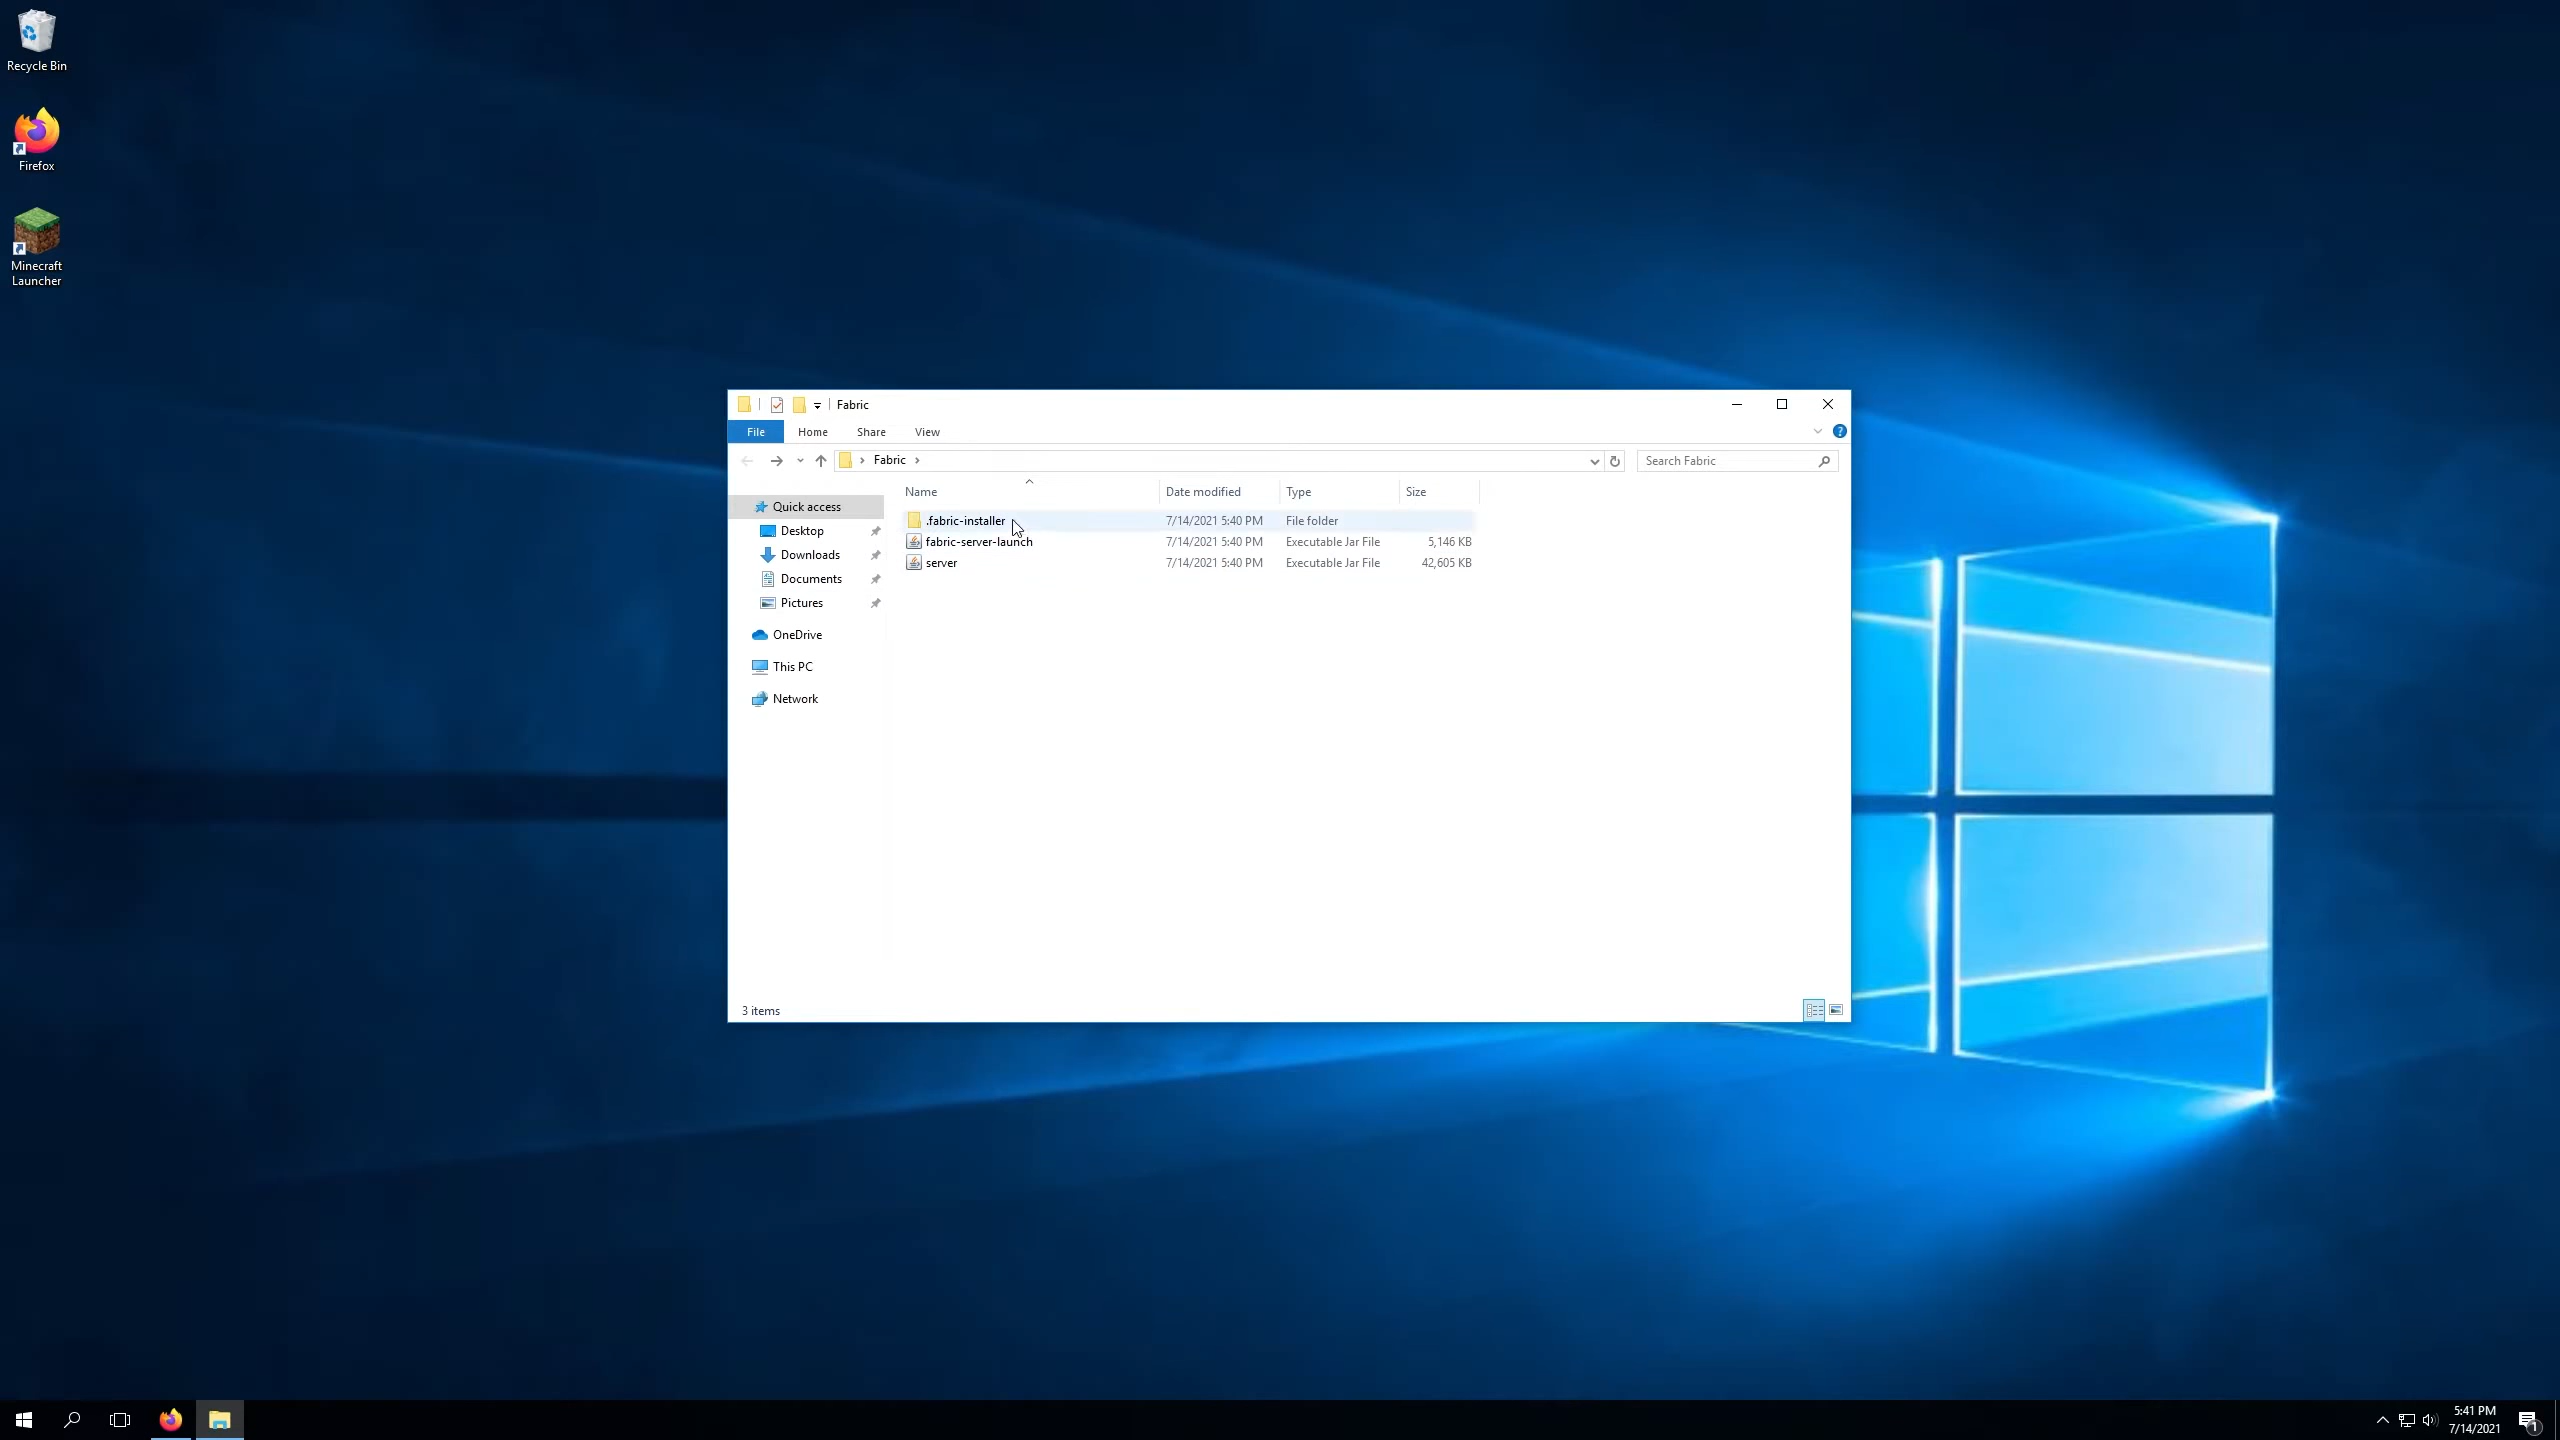 Recycle Bin
Firefox
Minecraft
Launcher
Fabric
File Home Share View
Fabric
Search Fabric
Name Date modified Type Size
Quick access
Desktop
Downloads
Documents
Pictures
OneDrive
This PC
Network
.fabric-installer 7/14/2021 5:40 PM File folder
fabric-server-launch 7/14/2021 5:40 PM Executable Jar File 5,146 KB
server 7/14/2021 5:40 PM Executable Jar File 42,605 KB
3 items
5:41 PM
7/14/2021
1